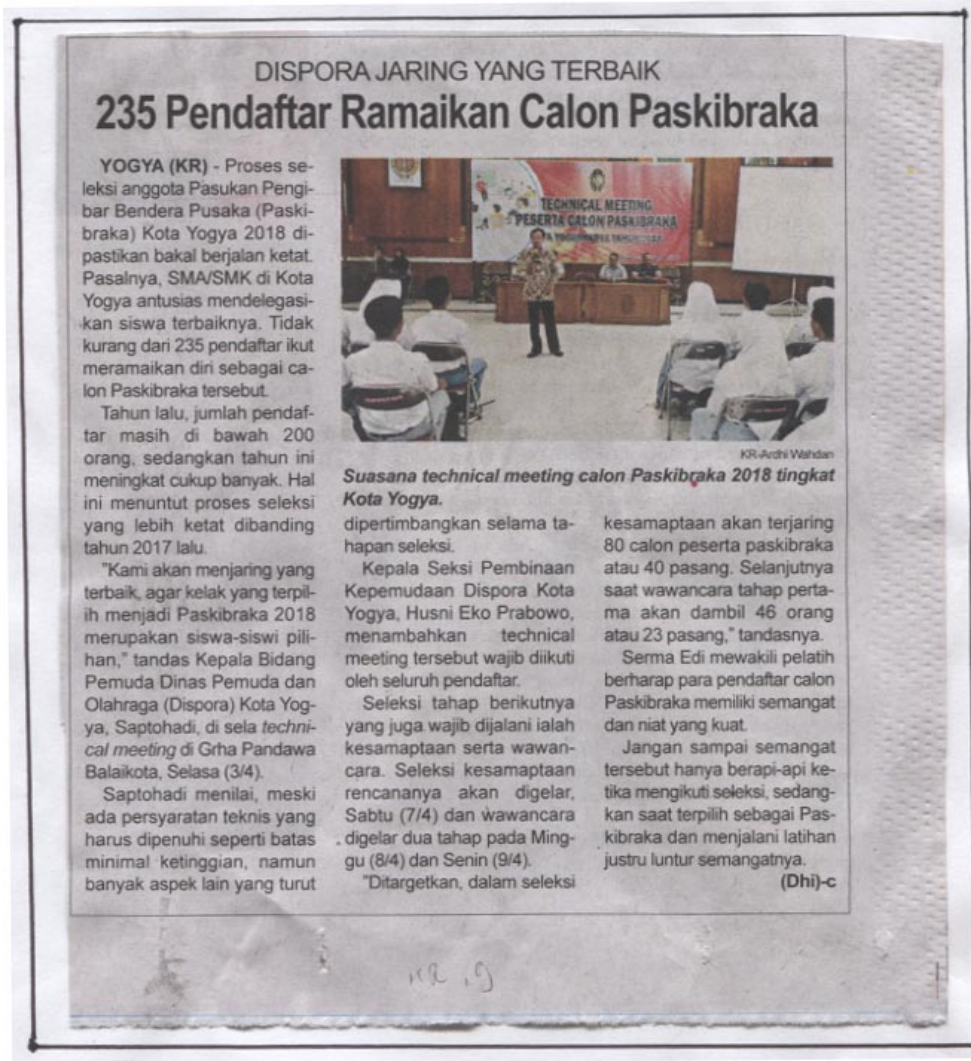 DISPORA JARING YANG TERBAIK
235 Pendaftar Ramaikan Calon Paskibraka
YOGYA (KR) - Proses se-
leksi anggota Pasukan Pengi-
bar Bendera Pusaka (Paski-
braka) Kota Yogya 2018 di-
pastikan bakal berjalan ketat.
Pasalnya, SMA/SMK di Kota
Yogya antusias mendelegasi-
kan siswa terbaiknya. Tidak
kurang dari 235 pendaftar ikut
meramaikan diri sebagai ca-
lon Paskibraka tersebut.
Tahun lalu, jumlah pendaf-
tar masih di bawah 200
orang, sedangkan tahun ini
meningkat cukup banyak. Hal
ini menuntut proses seleksi
yang lebih ketat dibanding
tahun 2017 lalu.
"Kami akan menjaring yang
terbaik, agar kelak yang terpil-
ih menjadi Paskibraka 2018
merupakan siswa-siswi pili-
han," tandas Kepala Bidang
Pemuda Dinas Pemuda dan
Olahraga (Dispora) Kota Yog-
ya, Saptohadi, di sela techni-
cal meeting di Grha Pandawa
Balaikota, Selasa (3/4).
Saptohadi menilai, meski
ada persyaratan teknis yang
harus dipenuhi seperti batas
minimal ketinggian, namun
banyak aspek lain yang turut
TECHNICAL MEETING
PESERTA CALON PASKIBRAKA
KR-Ardhi Wahdan
Suasana technical meeting calon Paskibraka 2018 tingkat
Kota Yogya.
dipertimbangkan selama ta-
hapan seleksi.
Kepala Seksi Pembinaan
Kepemudaan Dispora Kota
Yogya, Husni Eko Prabowo,
menambahkan technical
meeting tersebut wajib diikuti
oleh seluruh pendaftar.
Seleksi tahap berikutnya
yang juga wajib dijalani ialah
kesamaptaan serta wawan-
cara. Seleksi kesamaptaan
rencananya akan digelar,
Sabtu (7/4) dan wawancara
digelar dua tahap pada Ming-
gu (8/4) dan Senin (9/4).
"Ditargetkan, dalam seleksi
kesamaptaan akan terjaring
80 calon peserta paskibraka
atau 40 pasang. Selanjutnya
saat wawancara tahap perta-
ma akan dambil 46 orang
atau 23 pasang," tandasnya.
Serma Edi mewakili pelatih
berharap para pendaftar calon
Paskibraka memiliki semangat
dan niat yang kuat.
Jangan sampai semangat
tersebut hanya berapi-api ke-
tika mengikuti seleksi, sedang-
kan saat terpilih sebagai Pas-
kibraka dan menjalani latihan
justru luntur semangatnya.
(Dhi)-c